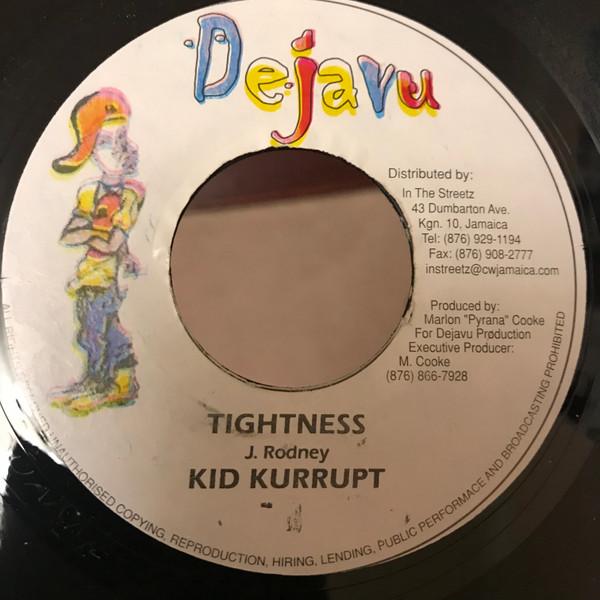 Dejavu
Distributed by:
In The Streetz
43 Dumbarton Ave.
Kgn. 10, Jamaica
Tel: (876) 929-1194
Fax: (876) 908-2777
instreetz@cwjamaica.com
Produced by:
Marlon "Pyrana" Cooke
For Dejavu Production
Executive Producer:
M. Cooke
(876) 866-7928
TIGHTNESS
J. Rodney
KID KURRUPT
UNAUTHORISED COPYING, REPRODUCTION, HIRING, LENDING, PUBLIC PERFORMACE AND BROADCASTING PROHIBITED